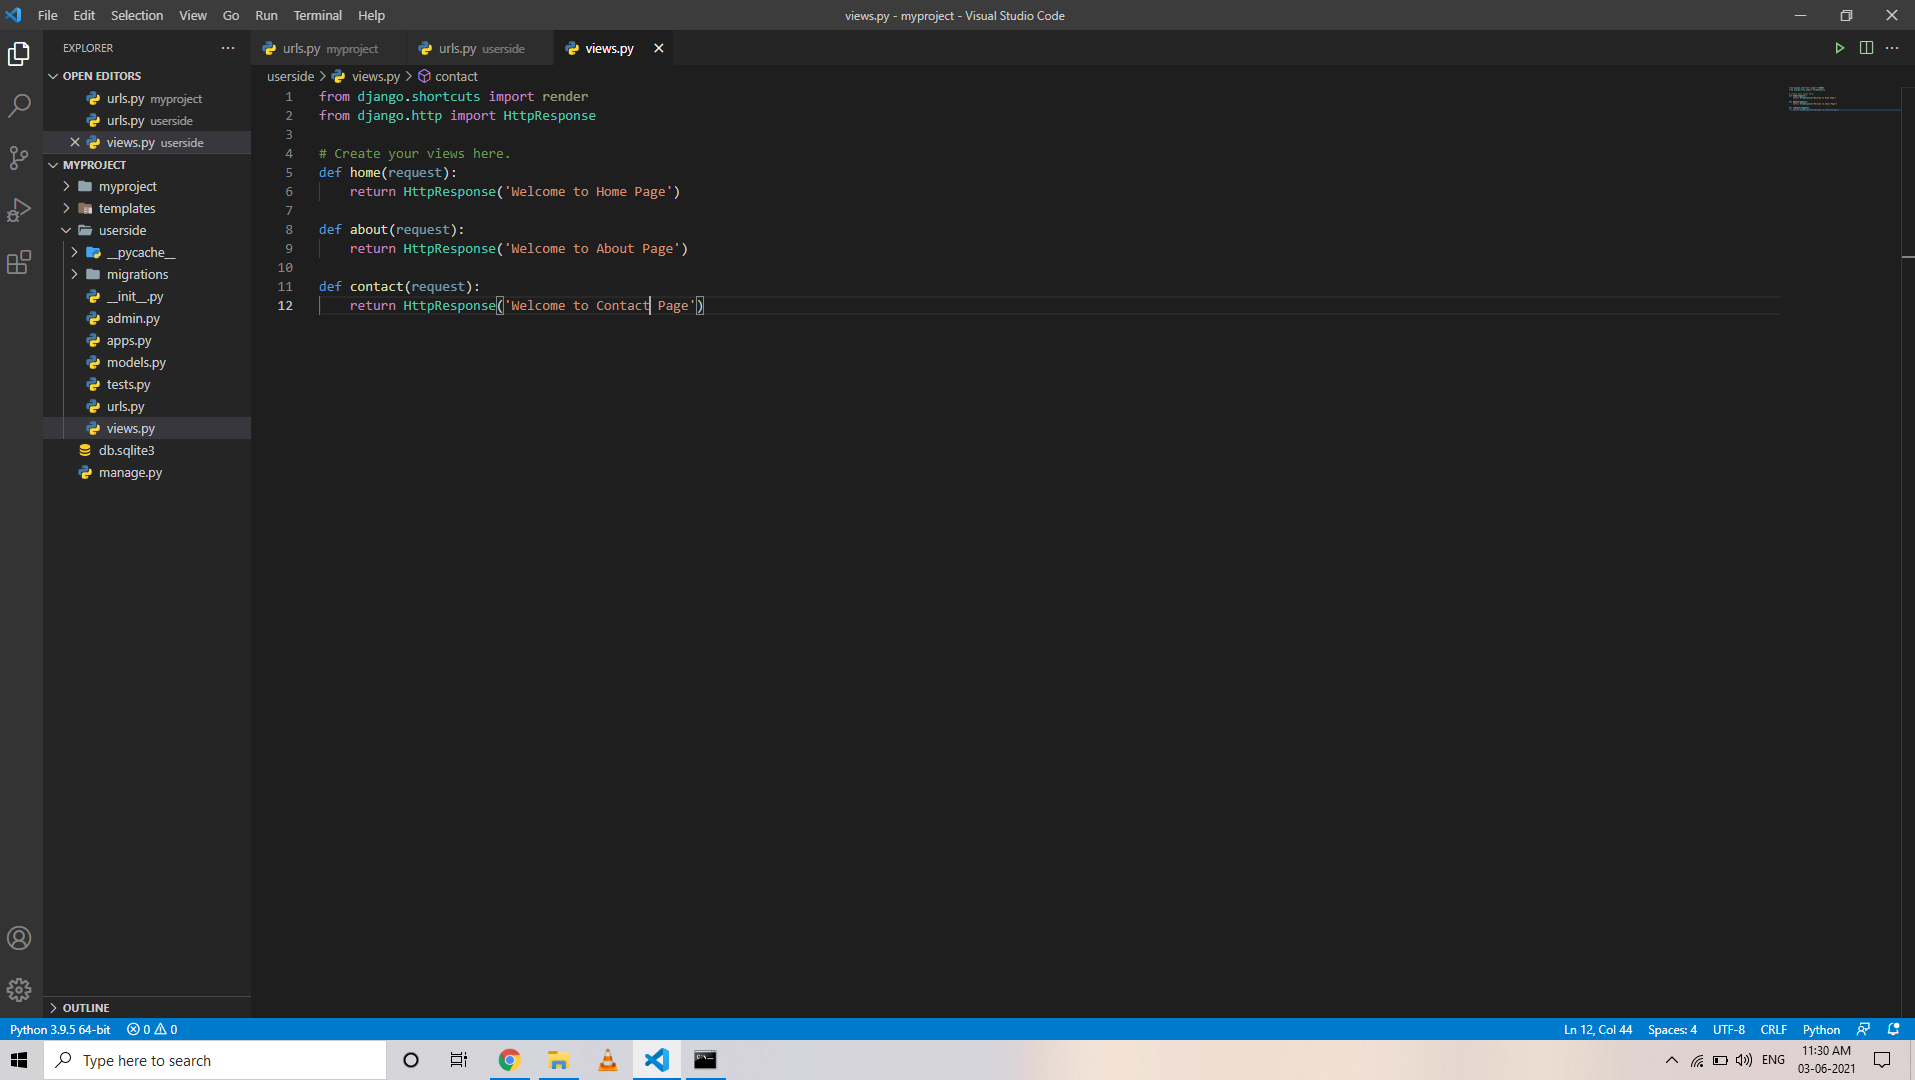 File Edit Selection View Go Run Terminal Help
views.py - myproject - Visual Studio Code
EXPLORER
OPEN EDITORS
urls.py myproject
urls.py userside
views.py userside
MYPROJECT
myproject
templates
userside
__pycache__
migrations
__init__.py
admin.py
apps.py
models.py
tests.py
urls.py
views.py
db.sqlite3
manage.py
OUTLINE
urls.py myproject urls.py userside views.py
userside > views.py > contact
1 from django.shortcuts import render
2 from django.http import HttpResponse
3
4 # Create your views here.
5 def home(request):
6 return HttpResponse('Welcome to Home Page')
7
8 def about(request):
9 return HttpResponse('Welcome to About Page')
10
11 def contact(request):
12 return HttpResponse('Welcome to Contact Page')
Python 3.9.5 64-bit 0 0 Ln 12, Col 44 Spaces: 4 UTF-8 CRLF Python
Type here to search ENG 11:30 AM
03-06-2021